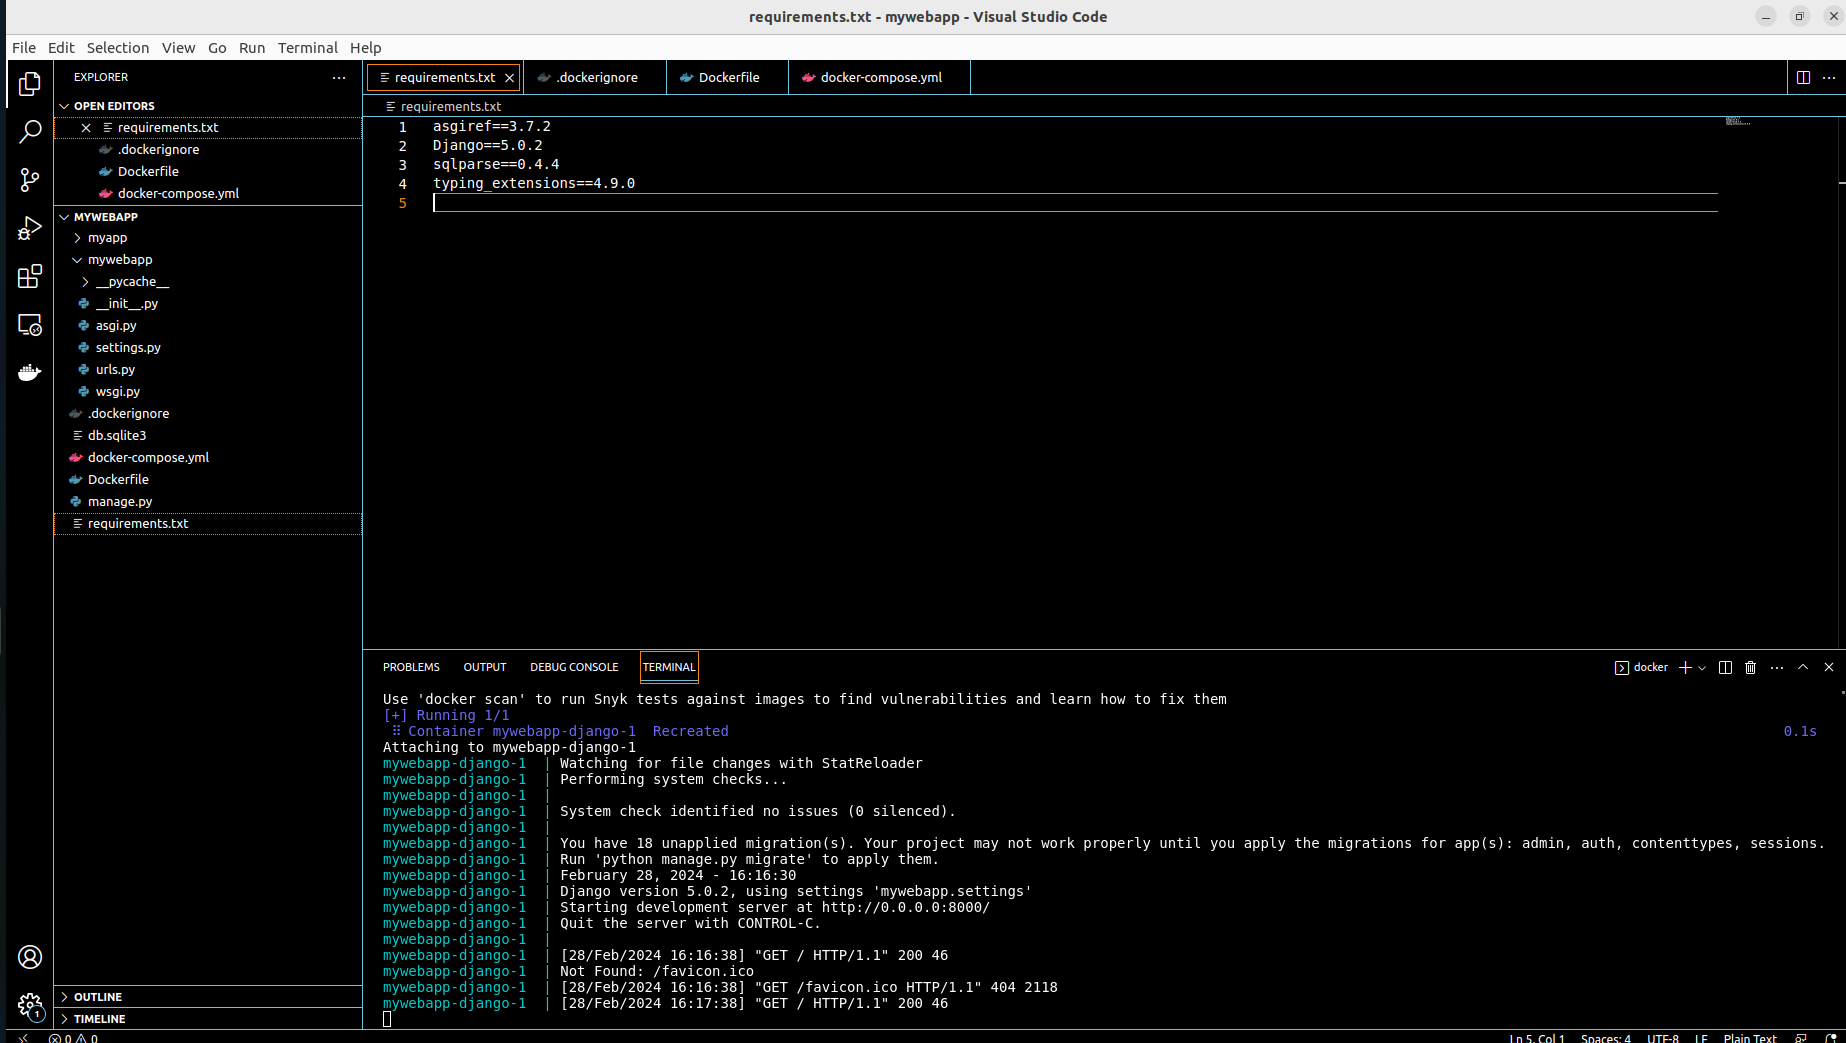 requirements.txt - mywebapp - Visual Studio Code
File Edit Selection View Go Run Terminal Help
EXPLORER
OPEN EDITORS
requirements.txt
.dockerignore
Dockerfile
docker-compose.yml
MYWEBAPP
myapp
mywebapp
__pycache__
__init__.py
asgi.py
settings.py
urls.py
wsgi.py
.dockerignore
db.sqlite3
docker-compose.yml
Dockerfile
manage.py
requirements.txt
OUTLINE
TIMELINE
1
requirements.txt .dockerignore Dockerfile docker-compose.yml
requirements.txt
1 asgiref==3.7.2
2 Django==5.0.2
3 sqlparse==0.4.4
4 typing_extensions==4.9.0
5
PROBLEMS OUTPUT DEBUG CONSOLE TERMINAL docker
Use 'docker scan' to run Snyk tests against images to find vulnerabilities and learn how to fix them
[+] Running 1/1
⠿ Container mywebapp-django-1 Recreated 0.1s
Attaching to mywebapp-django-1
mywebapp-django-1 | Watching for file changes with StatReloader
mywebapp-django-1 | Performing system checks...
mywebapp-django-1 |
mywebapp-django-1 | System check identified no issues (0 silenced).
mywebapp-django-1 |
mywebapp-django-1 | You have 18 unapplied migration(s). Your project may not work properly until you apply the migrations for app(s): admin, auth, contenttypes, sessions.
mywebapp-django-1 | Run 'python manage.py migrate' to apply them.
mywebapp-django-1 | February 28, 2024 - 16:16:30
mywebapp-django-1 | Django version 5.0.2, using settings 'mywebapp.settings'
mywebapp-django-1 | Starting development server at http://0.0.0.0:8000/
mywebapp-django-1 | Quit the server with CONTROL-C.
mywebapp-django-1 |
mywebapp-django-1 | [28/Feb/2024 16:16:38] "GET / HTTP/1.1" 200 46
mywebapp-django-1 | Not Found: /favicon.ico
mywebapp-django-1 | [28/Feb/2024 16:16:38] "GET /favicon.ico HTTP/1.1" 404 2118
mywebapp-django-1 | [28/Feb/2024 16:17:38] "GET / HTTP/1.1" 200 46
0 0 Ln 5, Col 1 Spaces: 4 UTF-8 LF Plain Text